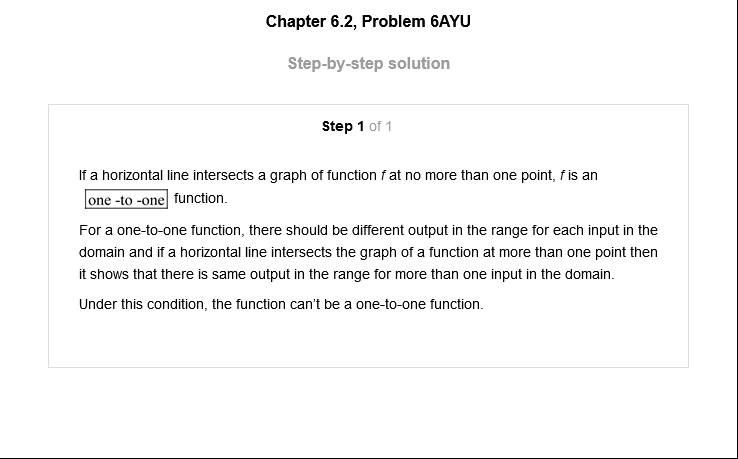 Chapter 6.2, Problem 6AYU
Step-by-step solution
Step 1 of 1
If a horizontal line intersects a graph of function f at no more than one point, f is an
one -to -one function.
For a one-to-one function, there should be different output in the range for each input in the
domain and if a horizontal line intersects the graph of a function at more than one point then
it shows that there is same output in the range for more than one input in the domain.
Under this condition, the function can't be a one-to-one function.